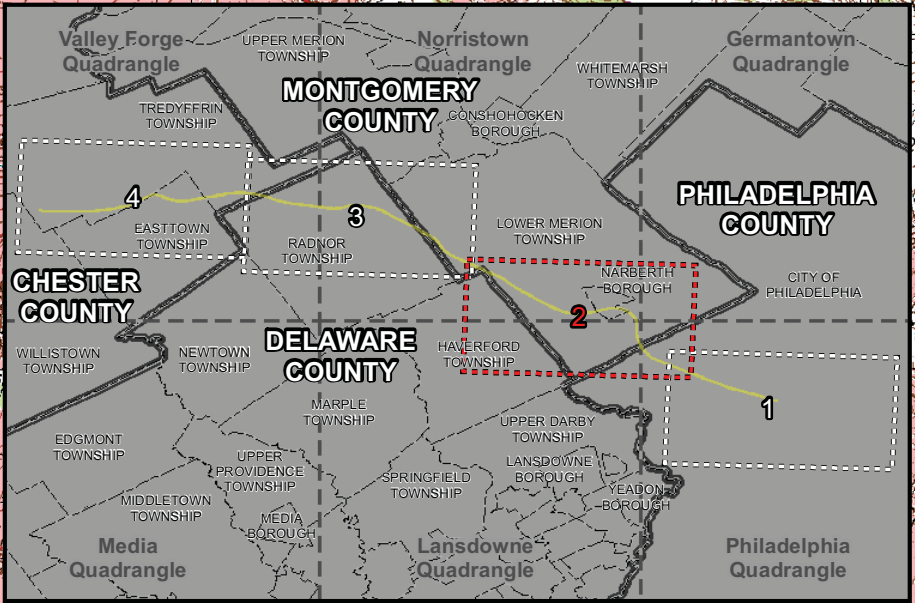 Valley Forge
Quadrangle
UPPER MERION
TOWNSHIP
Norristown
Quadrangle
Germantown
Quadrangle
WHITEMARSH
TOWNSHIP
MONTGOMERY
COUNTY
TREDYFFRIN
TOWNSHIP
CONSHOHOCKEN
BOROUGH
PHILADELPHIA
COUNTY
4
3
EASTTOWN
TOWNSHIP
RADNOR
TOWNSHIP
LOWER MERION
TOWNSHIP
NARBERTH
BOROUGH
CITY OF
PHILADELPHIA
CHESTER
COUNTY
2
WILLISTOWN
TOWNSHIP
NEWTOWN
TOWNSHIP
DELAWARE
COUNTY
HAVERFORD
TOWNSHIP
1
MARPLE
TOWNSHIP
UPPER DARBY
TOWNSHIP
EDGMONT
TOWNSHIP
UPPER
PROVIDENCE
TOWNSHIP
SPRINGFIELD
TOWNSHIP
LANSDOWNE
BOROUGH
YEADON
BOROUGH
MIDDLETOWN
TOWNSHIP
MEDIA
BOROUGH
Media
Quadrangle
Lansdowne
Quadrangle
Philadelphia
Quadrangle